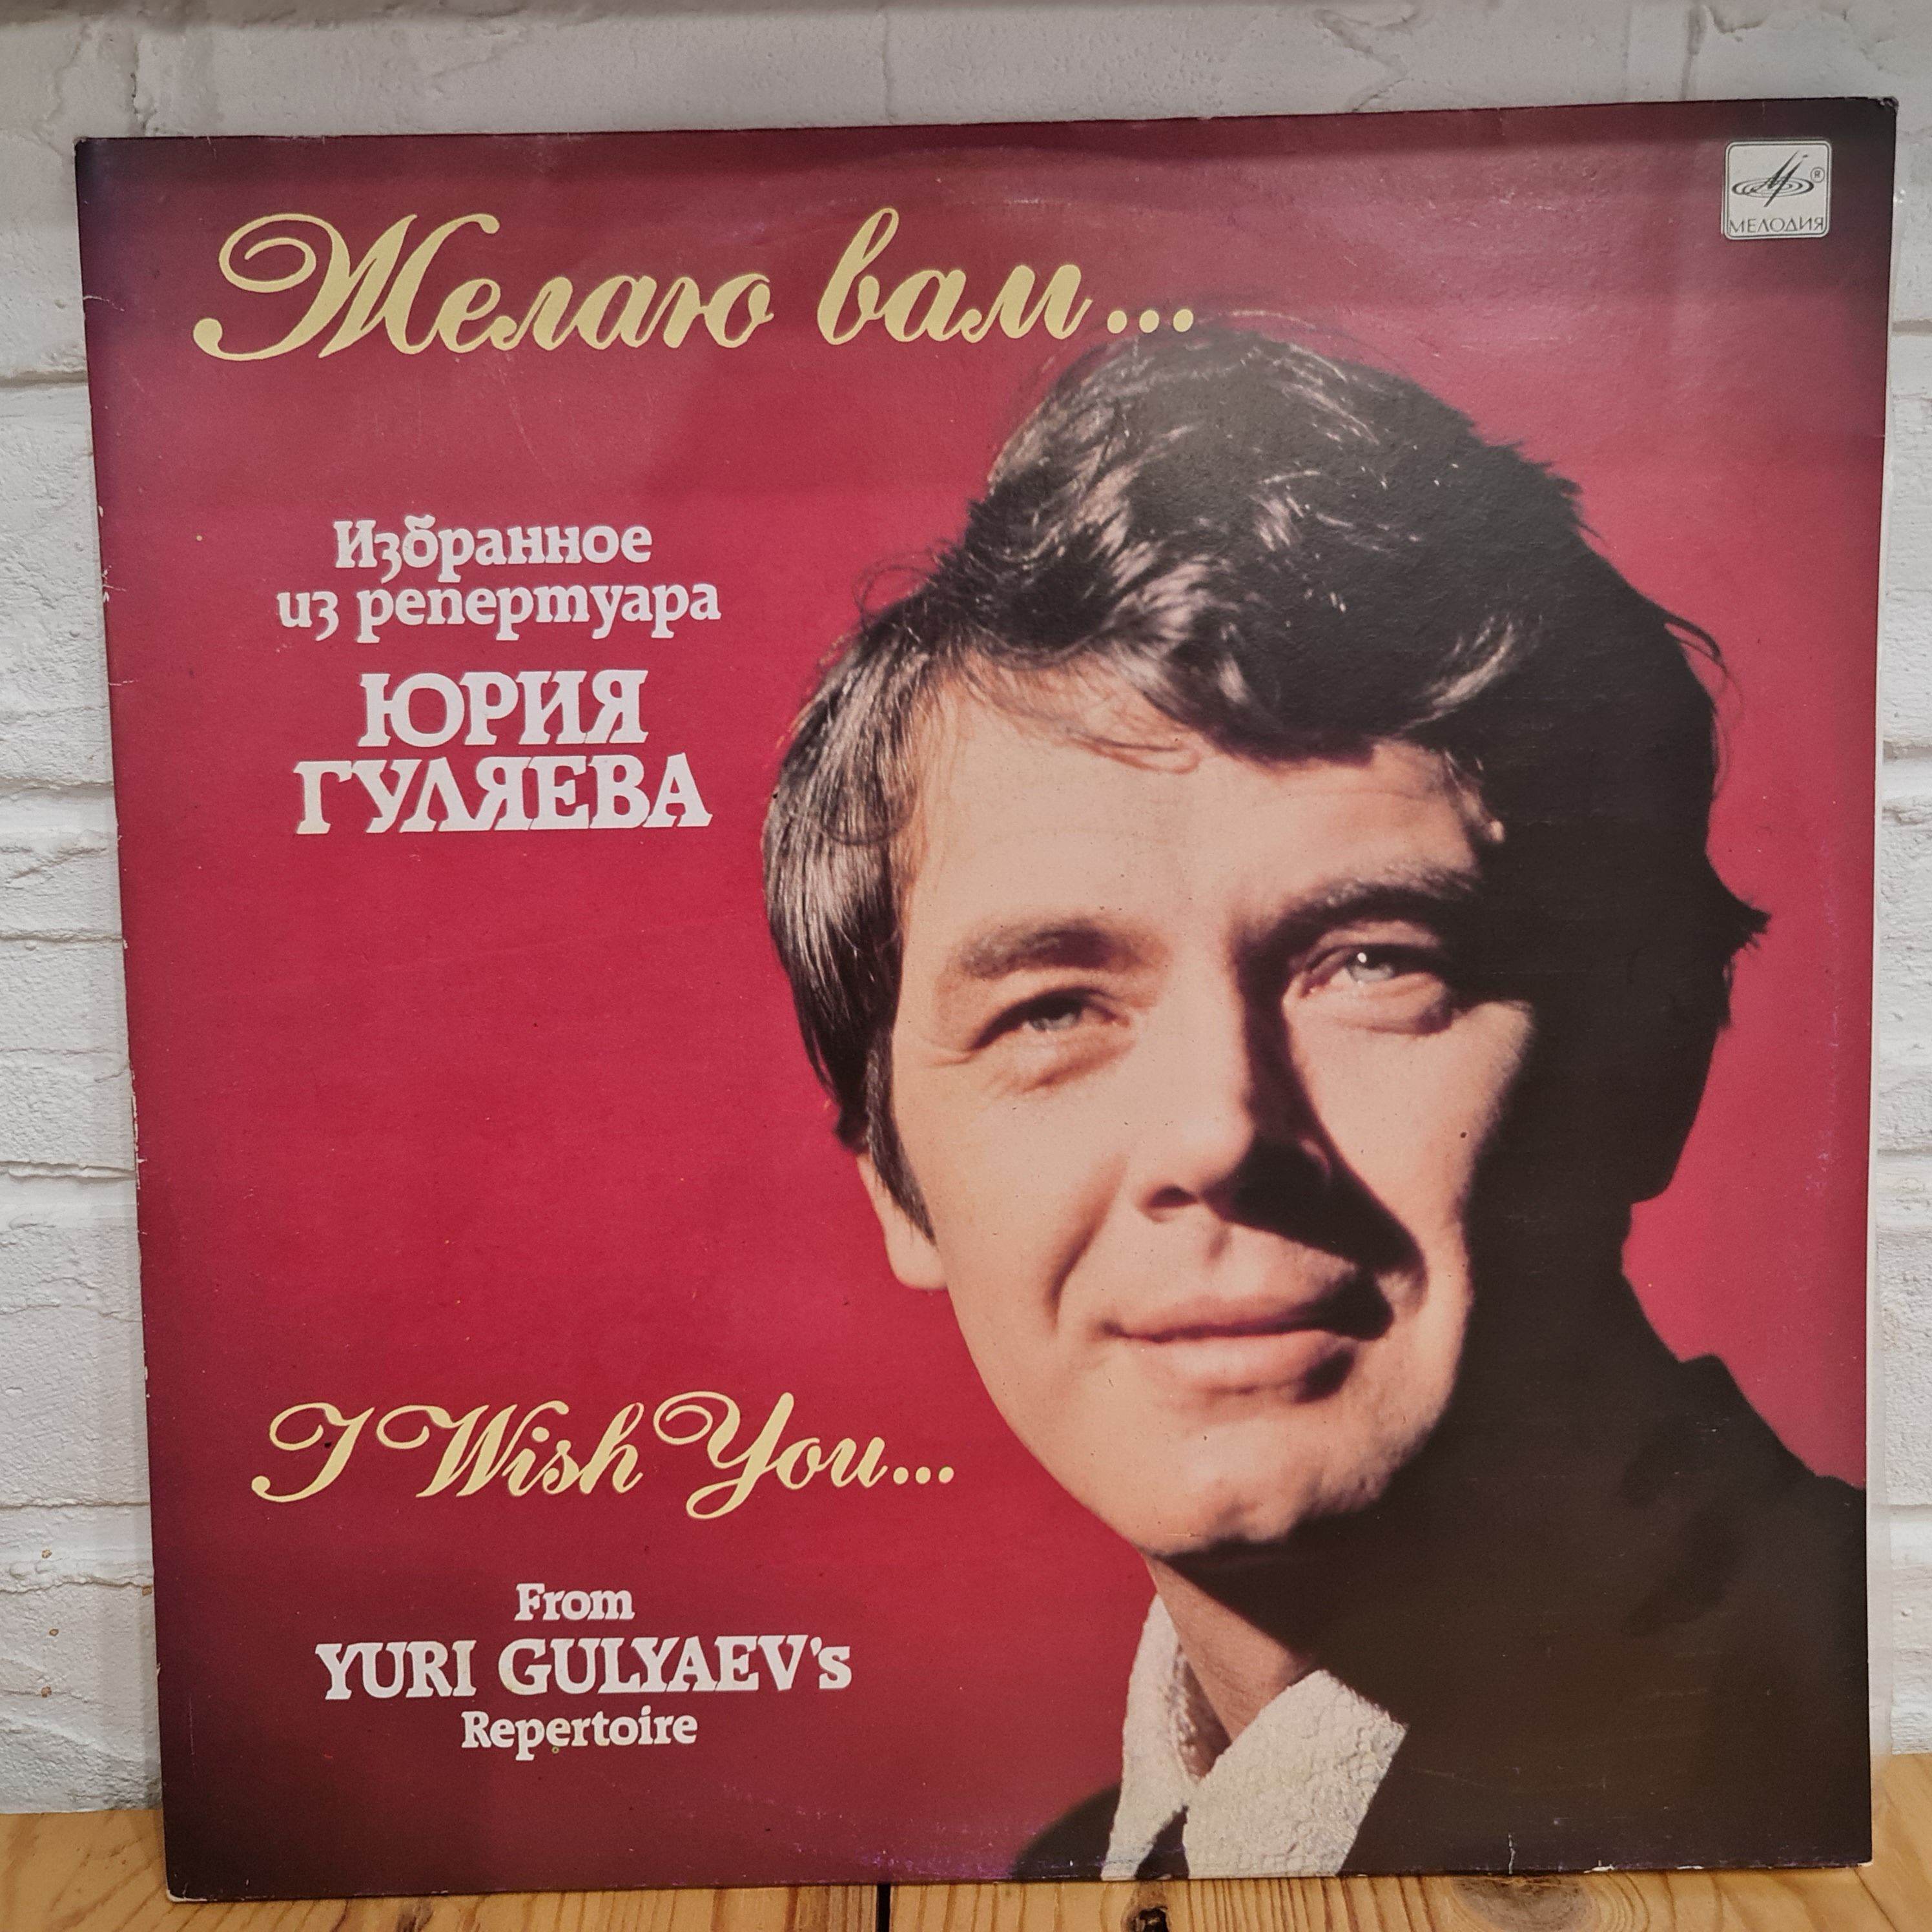 Желаю вам...
МЕЛОДИЯ
Избранное
из репертуара
ЮРИЯ
ГУЛЯЕВА
I Wish You...
From
YURI GULYAEV's
Repertoire